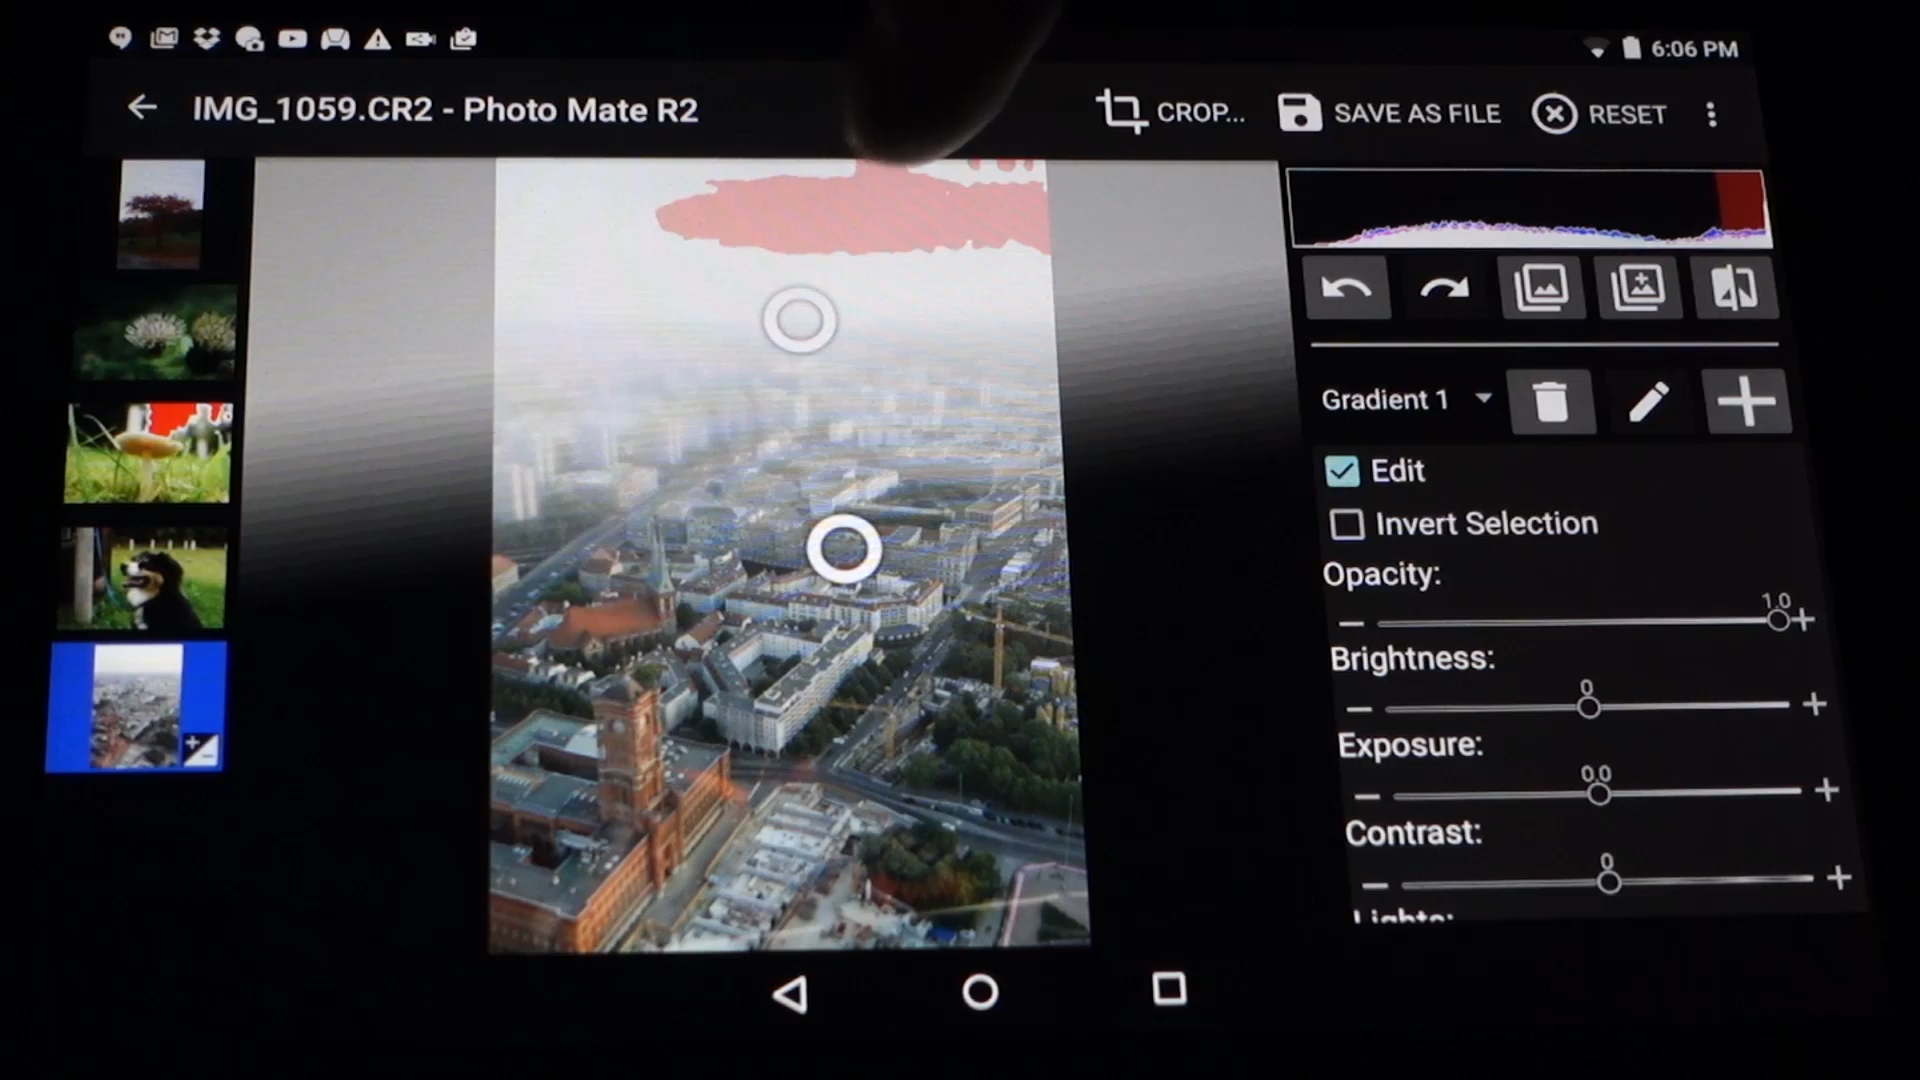 6:06 PM
IMG_1059.CR2 - Photo Mate R2
CROP... SAVE AS FILE RESET
Gradient 1
Edit
Invert Selection
Opacity:
1.0
Brightness:
0
Exposure:
0.0
Contrast:
0
Lights: